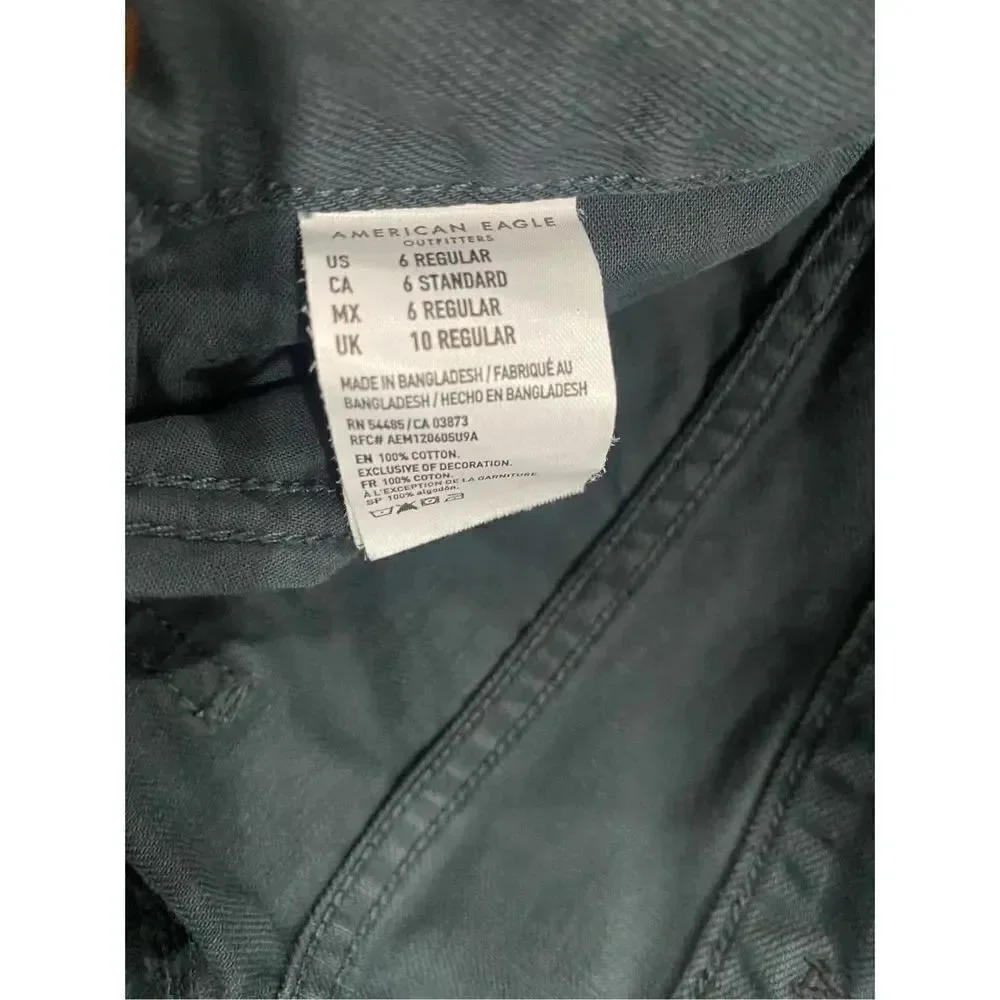 AMERICAN EAGLE
OUTFITTERS
US 6 REGULAR
CA 6 STANDARD
MX 6 REGULAR
UK 10 REGULAR
MADE IN BANGLADESH / FABRIQUÉ AU
BANGLADESH / HECHO EN BANGLADESH
RN 54485 / CA 03873
RFC# AEM120605U9A
EN 100% COTTON.
EXCLUSIVE OF DECORATION.
FR 100% COTON.
À L'EXCEPTION DE LA GARNITURE
SP 100% algodón.